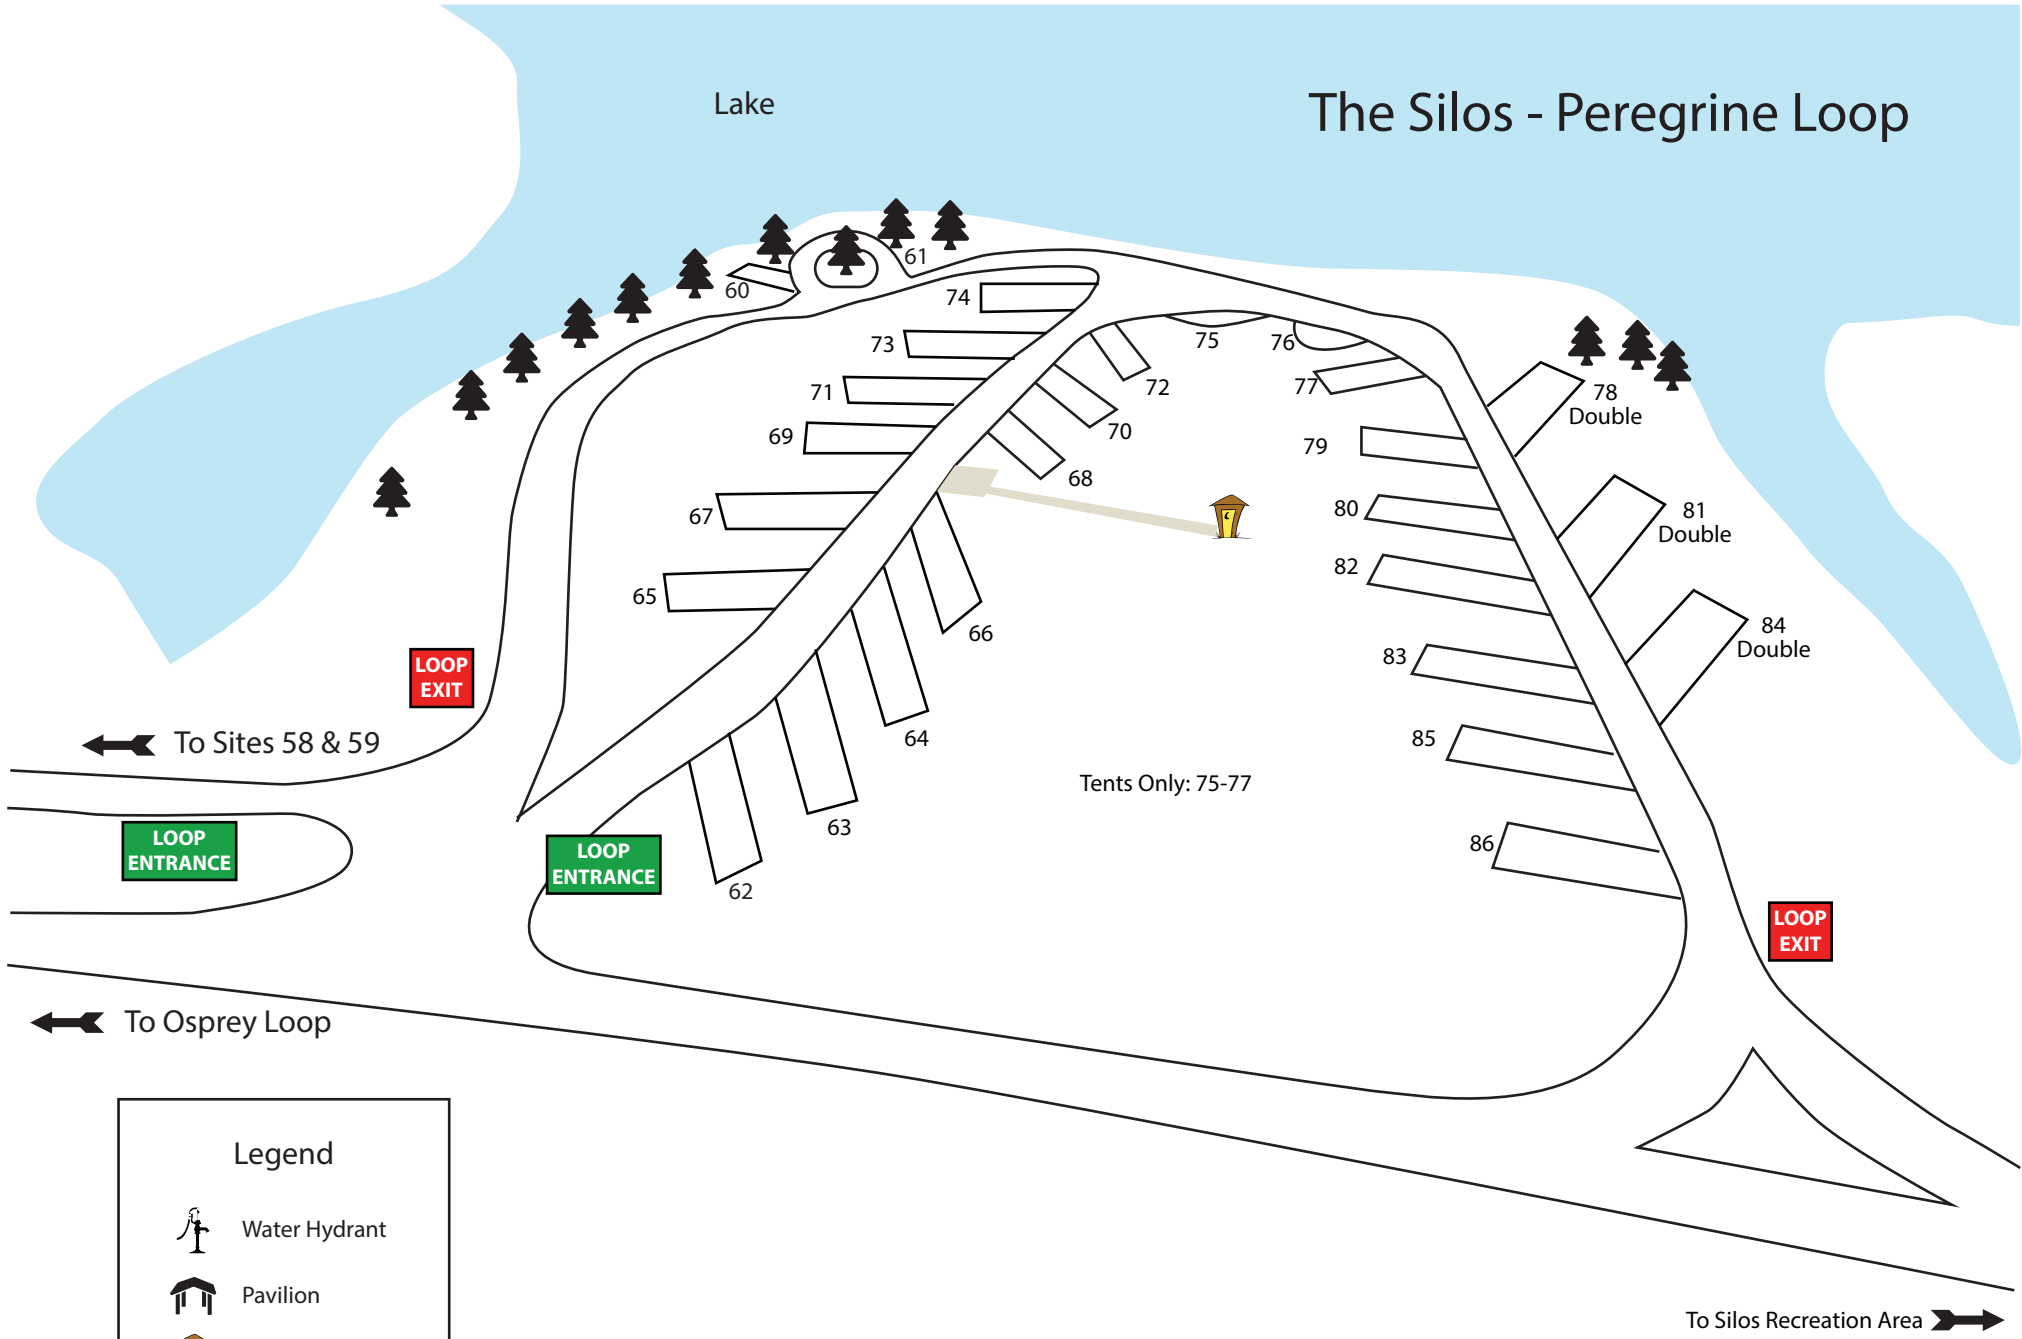 Lake
The Silos - Peregrine Loop
61
60
74
73
75
76
71
72
77
78
Double
69
70
79
68
67
80
81
Double
82
65
66
84
Double
83
LOOP
EXIT
To Sites 58 & 59
64
85
Tents Only: 75-77
63
86
LOOP
ENTRANCE
LOOP
ENTRANCE
62
LOOP
EXIT
To Osprey Loop
Legend
Water Hydrant
Pavilion
To Silos Recreation Area